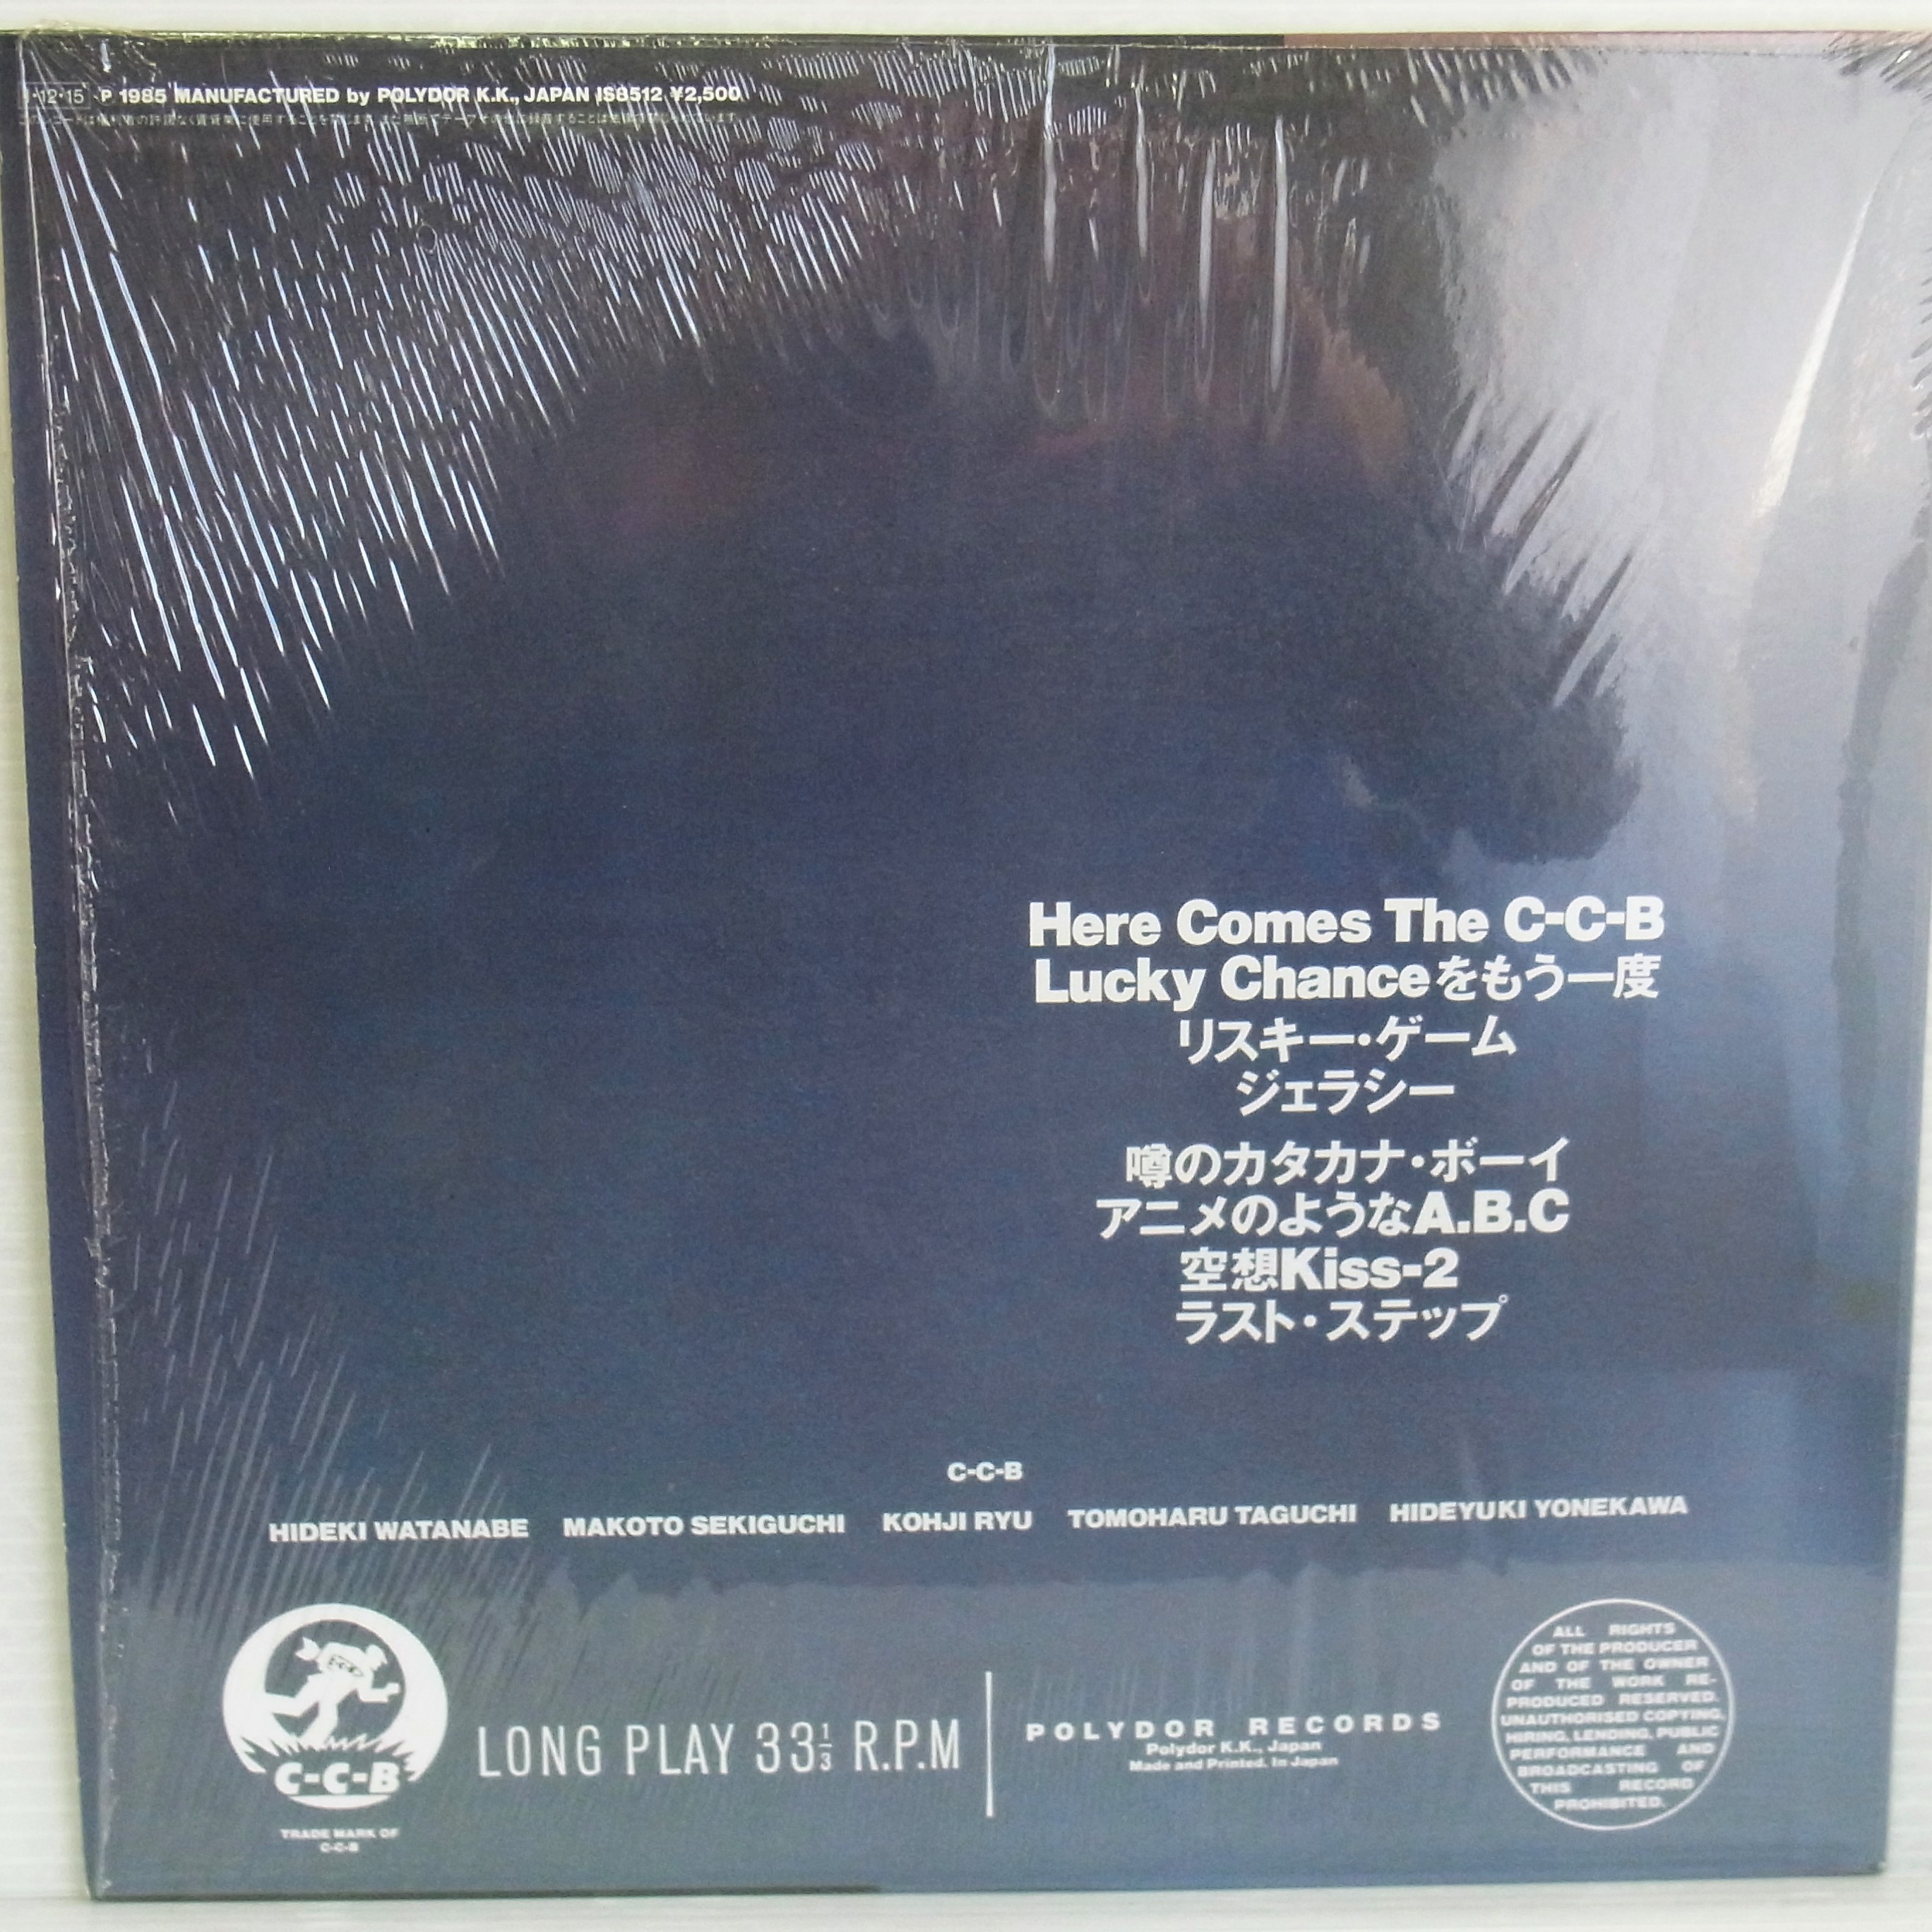 ・12・15 P 1985 MANUFACTURED by POLYDOR K.K., JAPAN ISB512 ¥2,500
Here Comes The C-C-B
Lucky Chanceをもう一度
リスキー・ゲーム
ジェラシー
噂のカタカナ・ボーイ
アニメのようなA.B.C
空想Kiss-2
ラスト・ステップ
C-C-B
HIDEKI WATANABE MAKOTO SEKIGUCHI KOHJI RYU TOMOHARU TAGUCHI HIDEYUKI YONEKAWA
C-C-B
TRADE MARK OF
C-C-B
LONG PLAY 33⅓ R.P.M
POLYDOR RECORDS
Polydor K.K., Japan
Made and Printed. In Japan
ALL RIGHTS
OF THE PRODUCER
AND OF THE OWNER
OF THE WORK RE-
PRODUCED RESERVED.
UNAUTHORISED COPYING,
HIRING, LENDING, PUBLIC
PERFORMANCE AND
BROADCASTING OF
THIS RECORD
PROHIBITED.